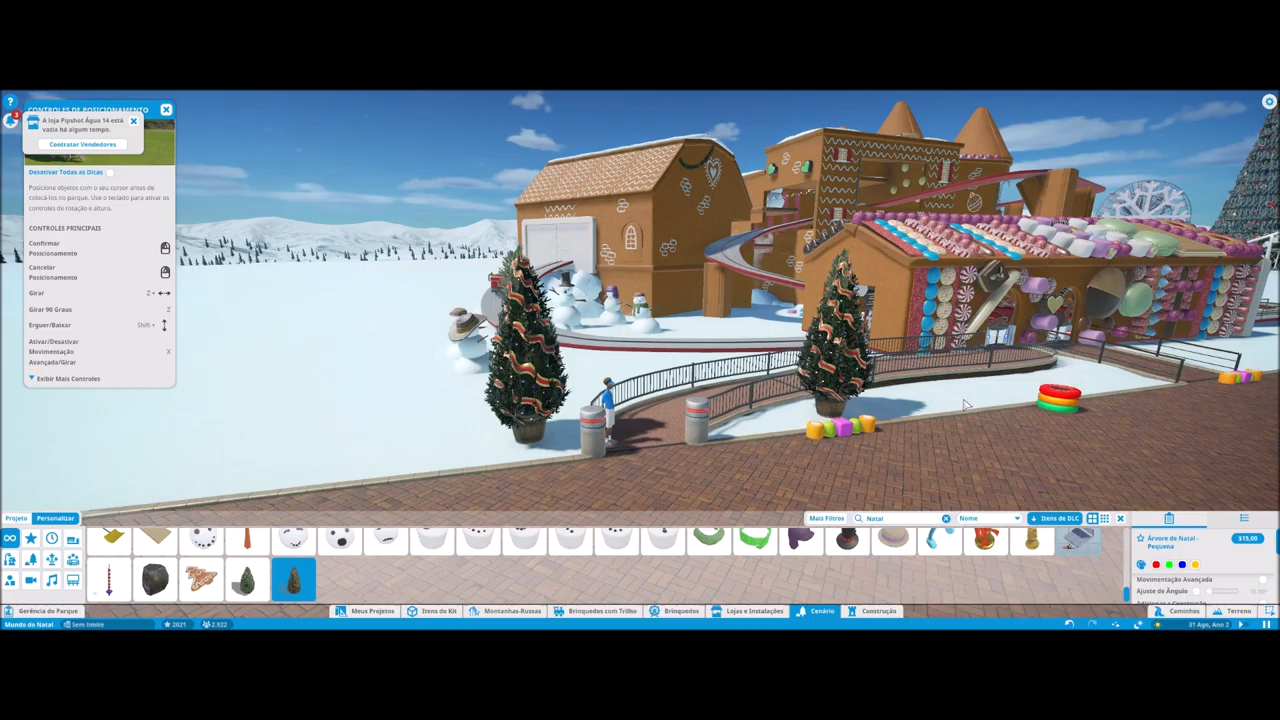 ?
3
CONTROLES DE POSICIONAMENTO
A loja Pipshot Água 14 está
vazia há algum tempo.
Contratar Vendedores
Desativar Todas as Dicas
Posicione objetos com o seu cursor antes de
colocá-los no parque. Use o teclado para ativar os
controles de rotação e altura.
CONTROLES PRINCIPAIS
Confirmar
Posicionamento
Cancelar
Posicionamento
Girar Z +
Girar 90 Graus Z
Erguer/Baixar Shift +
Ativar/Desativar
Movimentação X
Avançada/Girar
Exibir Mais Controles
Projeto Personalizar
Mais Filtros Natal Nome Itens de DLC
Árvore de Natal -
Pequena
$15,00
Movimentação Avançada
Ajuste de Ângulo
Gerência do Parque Meus Projetos Itens do Kit Montanhas-Russas Brinquedos com Trilho Brinquedos Lojas e Instalações Cenário Construção Caminhos Terreno
Mundo do Natal Sem limite 2021 2.922 31 Ago, Ano 2